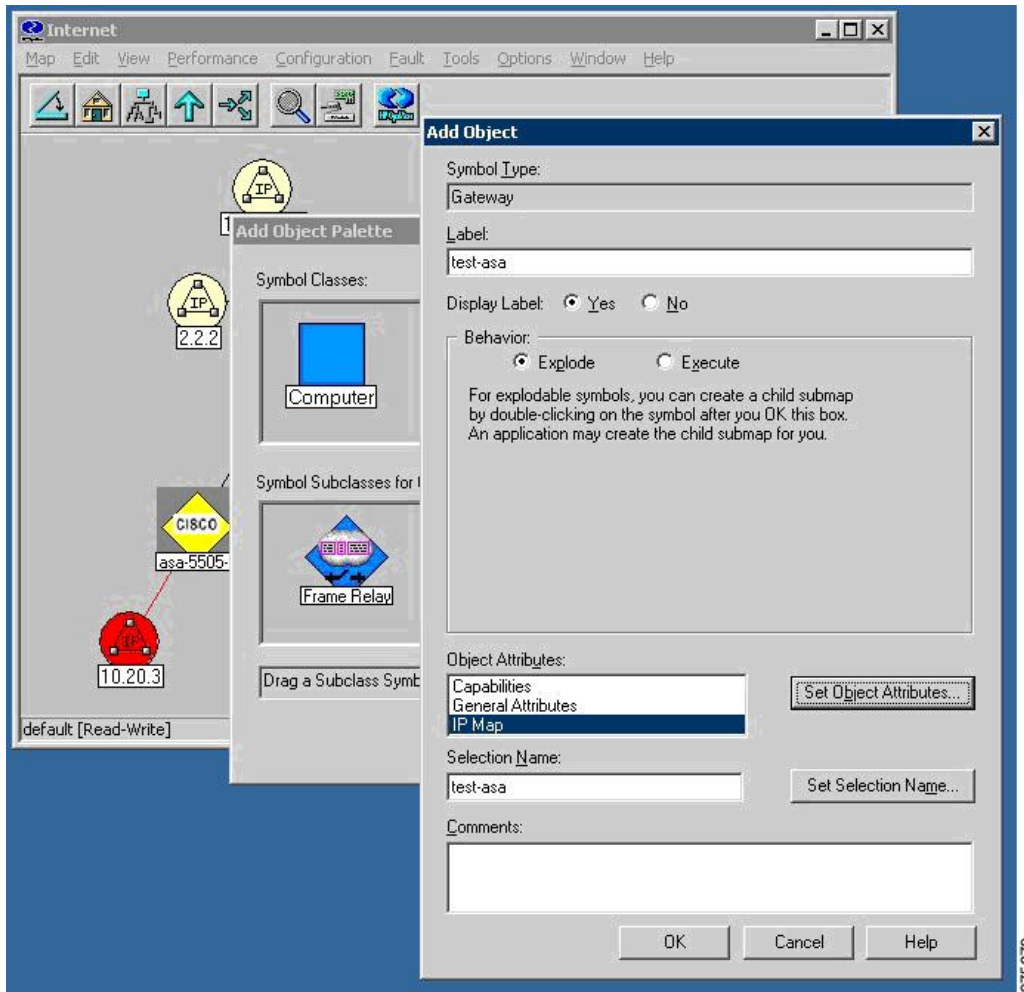 Internet
Map Edit View Performance Configuration Fault Tools Options Window Help
IP
IP
2.2.2
CISCO
asa-5505-
IP
10.20.3
default [Read-Write]
Add Object Palette
Symbol Classes:
Computer
Symbol Subclasses for
Frame Relay
Drag a Subclass Symb
Add Object
Symbol Type:
Gateway
Label:
test-asa
Display Label: Yes No
Behavior:
Explode Execute
For explodable symbols, you can create a child submap
by double-clicking on the symbol after you OK this box.
An application may create the child submap for you.
Object Attributes:
Capabilities
General Attributes
IP Map
Set Object Attributes...
Selection Name:
test-asa
Set Selection Name...
Comments:
OK Cancel Help